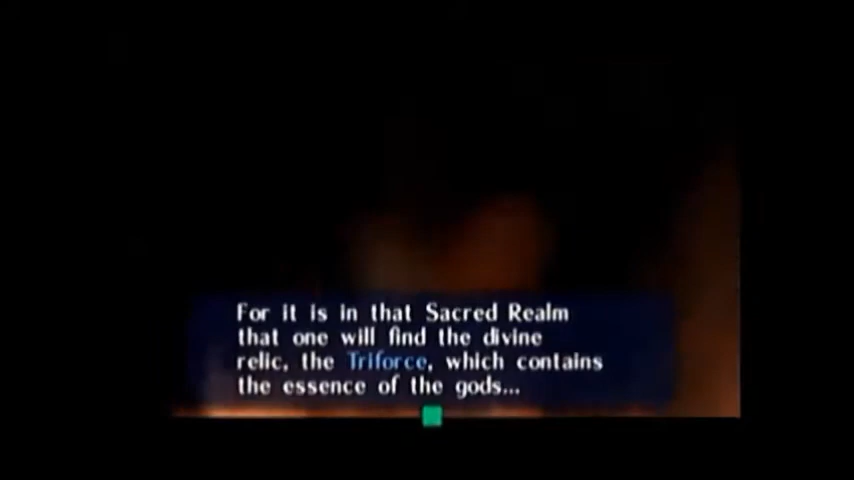 For it is in that Sacred Realm
that one will find the divine
relic, the Triforce, which contains
the essence of the gods...